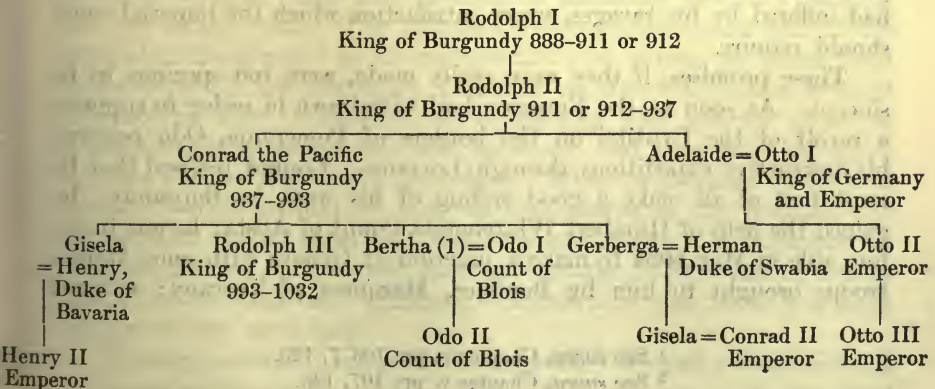 Rodolph I
King of Burgundy 888–911 or 912
Rodolph II
King of Burgundy 911 or 912–937
Conrad the Pacific
King of Burgundy
937–993
Adelaide = Otto I
King of Germany
and Emperor
Gisela
= Henry,
Duke of
Bavaria
Rodolph III
King of Burgundy
993–1032
Bertha (1) = Odo I
Count of
Blois
Gerberga = Herman
Duke of Swabia
Otto II
Emperor
Henry II
Emperor
Odo II
Count of Blois
Gisela = Conrad II
Emperor
Otto III
Emperor